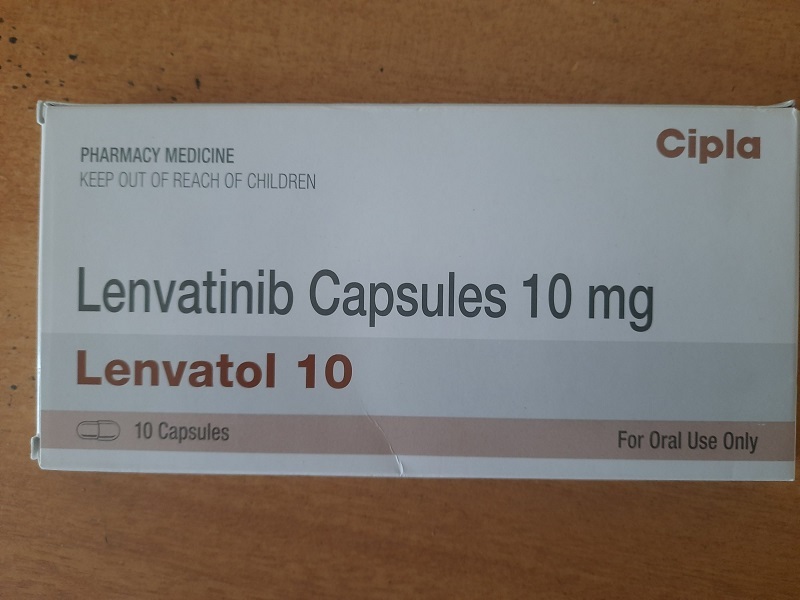 Cipla
PHARMACY MEDICINE
KEEP OUT OF REACH OF CHILDREN
Lenvatinib Capsules 10 mg
Lenvatol 10
10 Capsules
For Oral Use Only